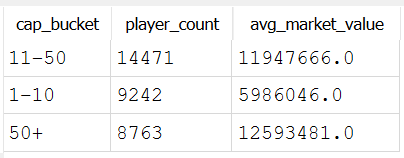 cap_bucket player_count avg_market_value
11-50 14471 11947666.0
1-10 9242 5986046.0
50+ 8763 12593481.0